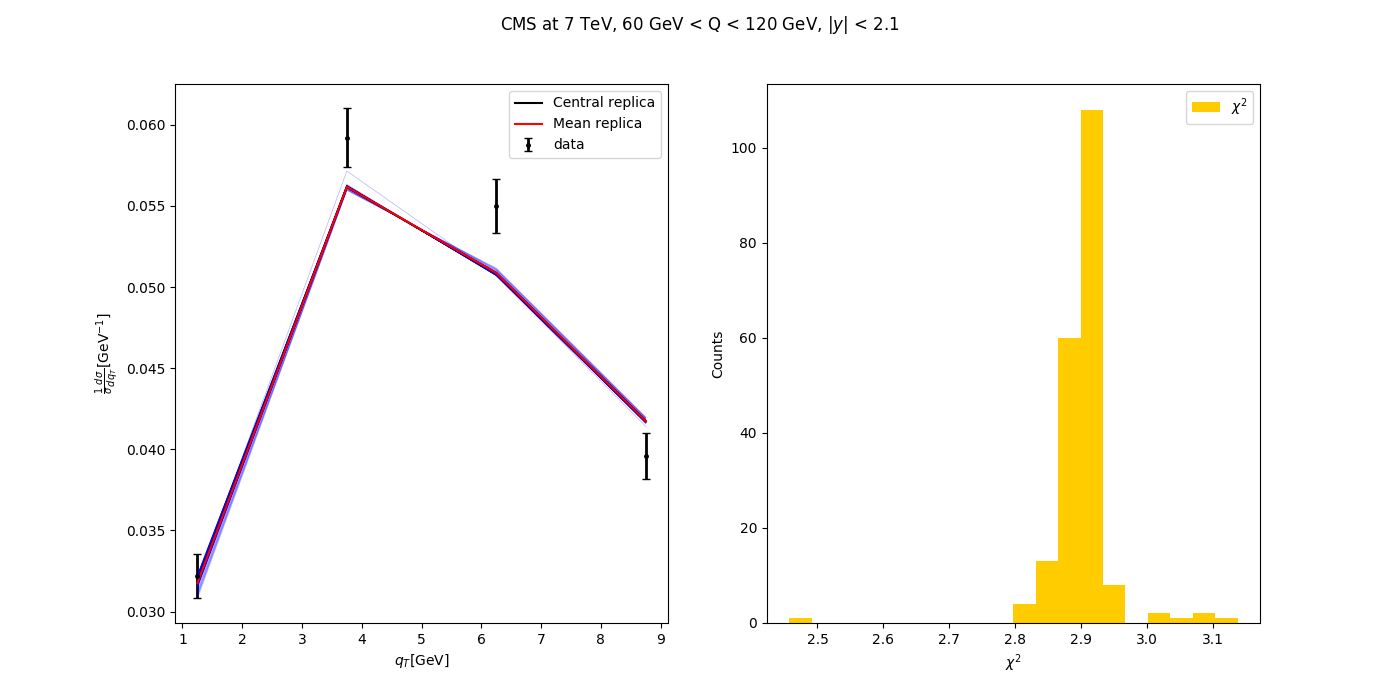 CMS at 7 TeV, 60 GeV < Q < 120 GeV, |y| < 2.1
Central replica
Mean replica
data
0.060
0.055
0.050
0.045
0.040
0.035
0.030
1/σ dσ/dq_T [GeV⁻¹]
1 2 3 4 5 6 7 8 9
q_T[GeV]
χ²
100
80
60
40
20
0
Counts
2.5 2.6 2.7 2.8 2.9 3.0 3.1
χ²